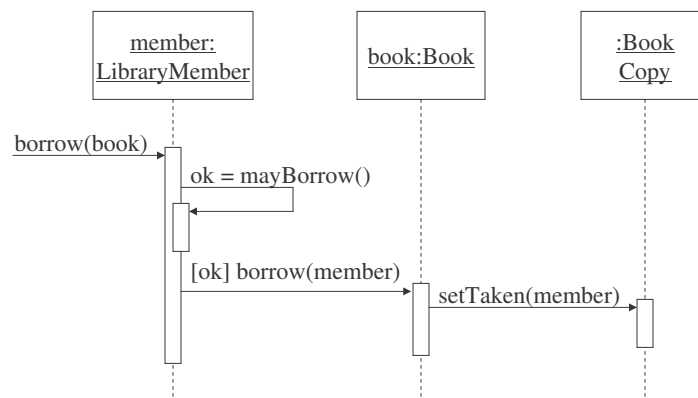 member:
LibraryMember
book:Book
:Book
Copy
borrow(book)
ok = mayBorrow()
[ok] borrow(member)
setTaken(member)